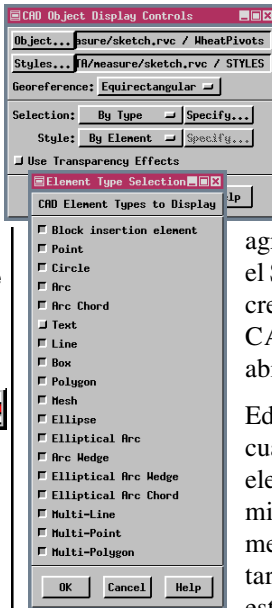 CAD Object Display Controls
Object... asure/sketch.rvc / WheatPivots
Styles... TA/measure/sketch.rvc / STYLES
Georeference: Equirectangular
Selection: By Type Specify...
Style: By Element Specify...
Use Transparency Effects
lp
Element Type Selection
CAD Element Types to Display
Block insertion element
Point
Circle
Arc
Arc Chord
Text
Line
Box
Polygon
Mesh
Ellipse
Elliptical Arc
Arc Wedge
Elliptical Arc Wedge
Elliptical Arc Chord
Multi-Line
Multi-Point
Multi-Polygon
OK Cancel Help
el S
cre
CA
Ed
cua
ele
mi
me
tar